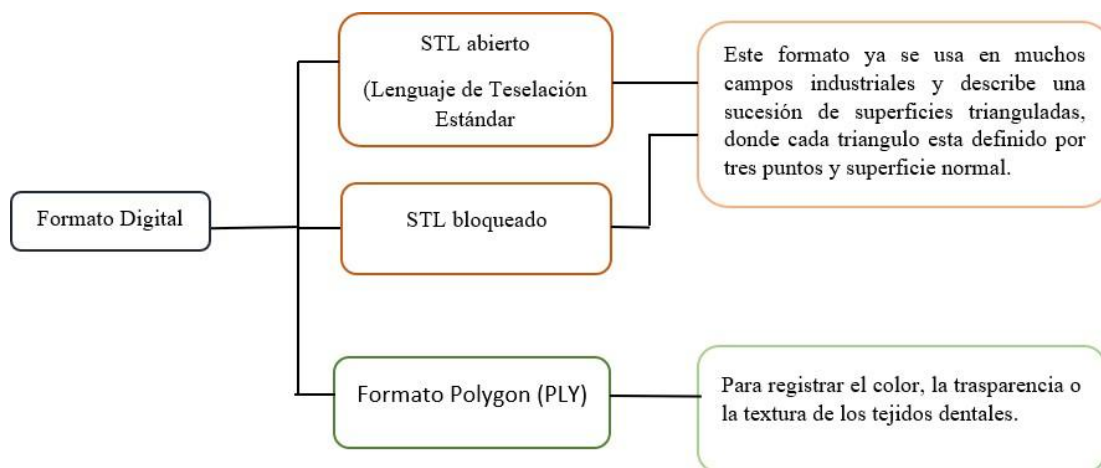 STL abierto
(Lenguaje de Teselación
Estándar
Este formato ya se usa en muchos
campos industriales y describe una
sucesión de superficies trianguladas,
donde cada triangulo esta definido por
tres puntos y superficie normal.
Formato Digital
STL bloqueado
Formato Polygon (PLY)
Para registrar el color, la trasparencia o
la textura de los tejidos dentales.